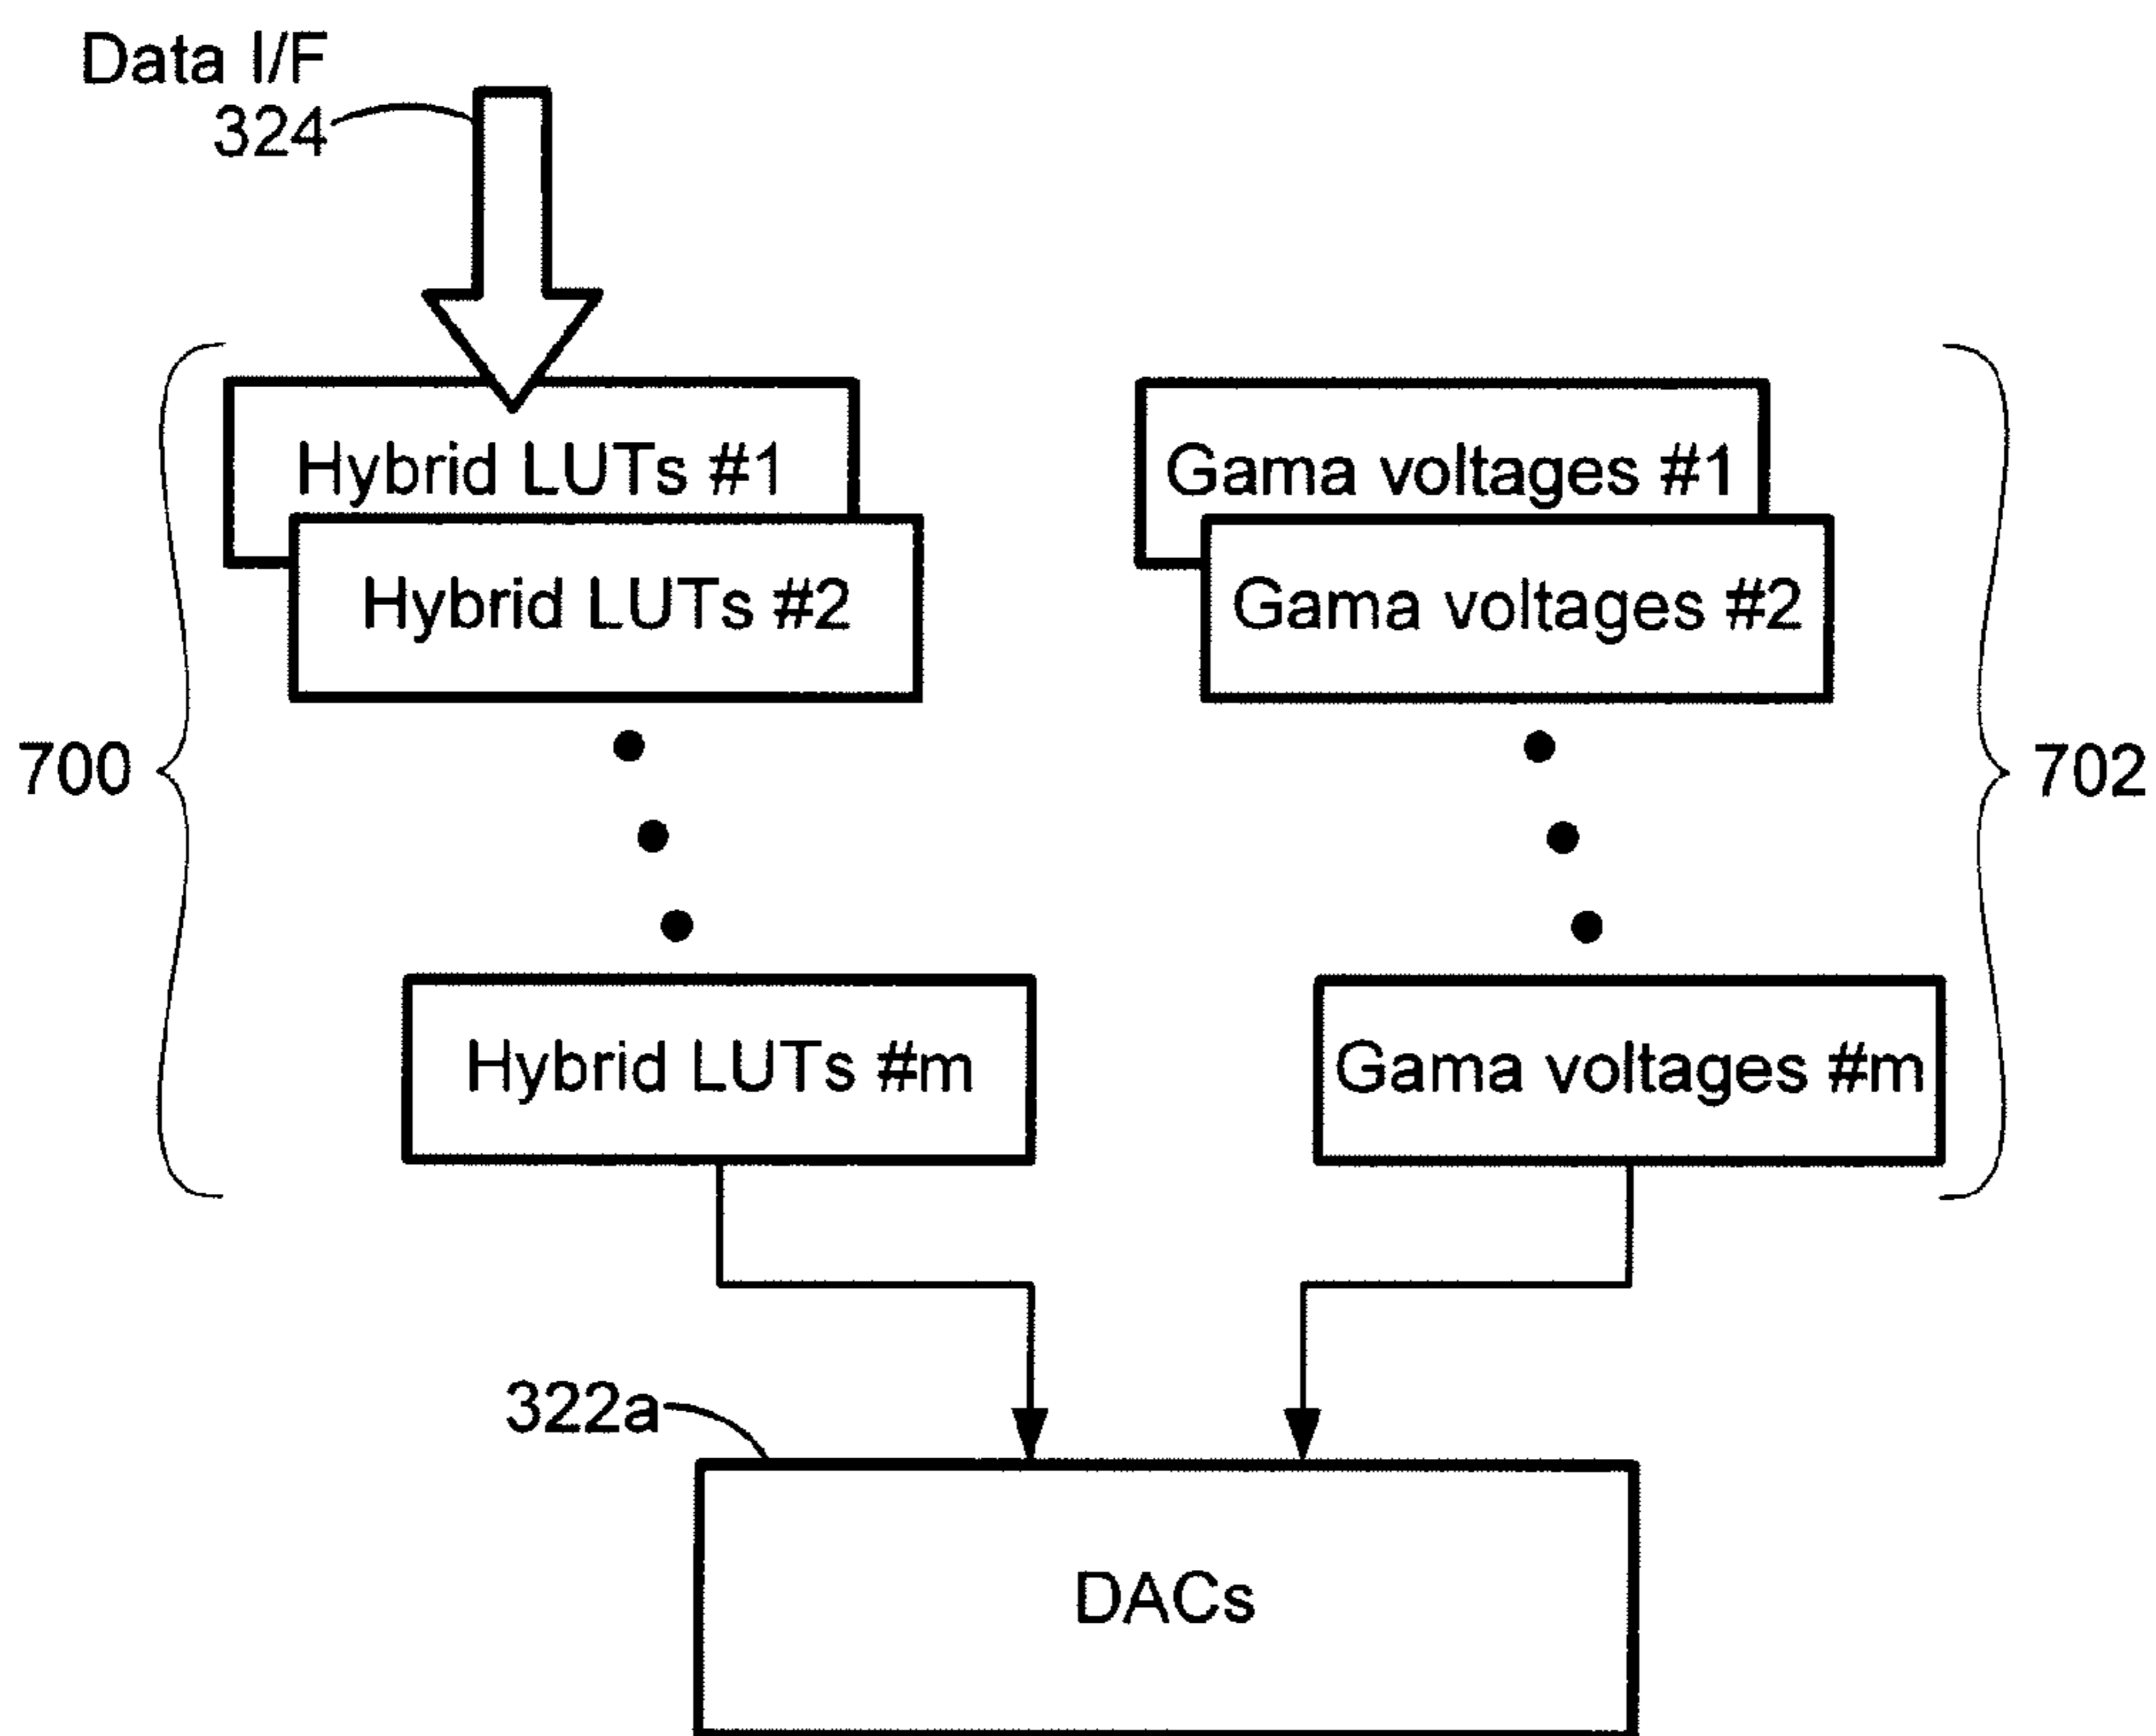 Data I/F
324
Hybrid LUTs #1
Gama voltages #1
Hybrid LUTs #2
Gama voltages #2
700
702
Hybrid LUTs #m
Gama voltages #m
322a
DACs